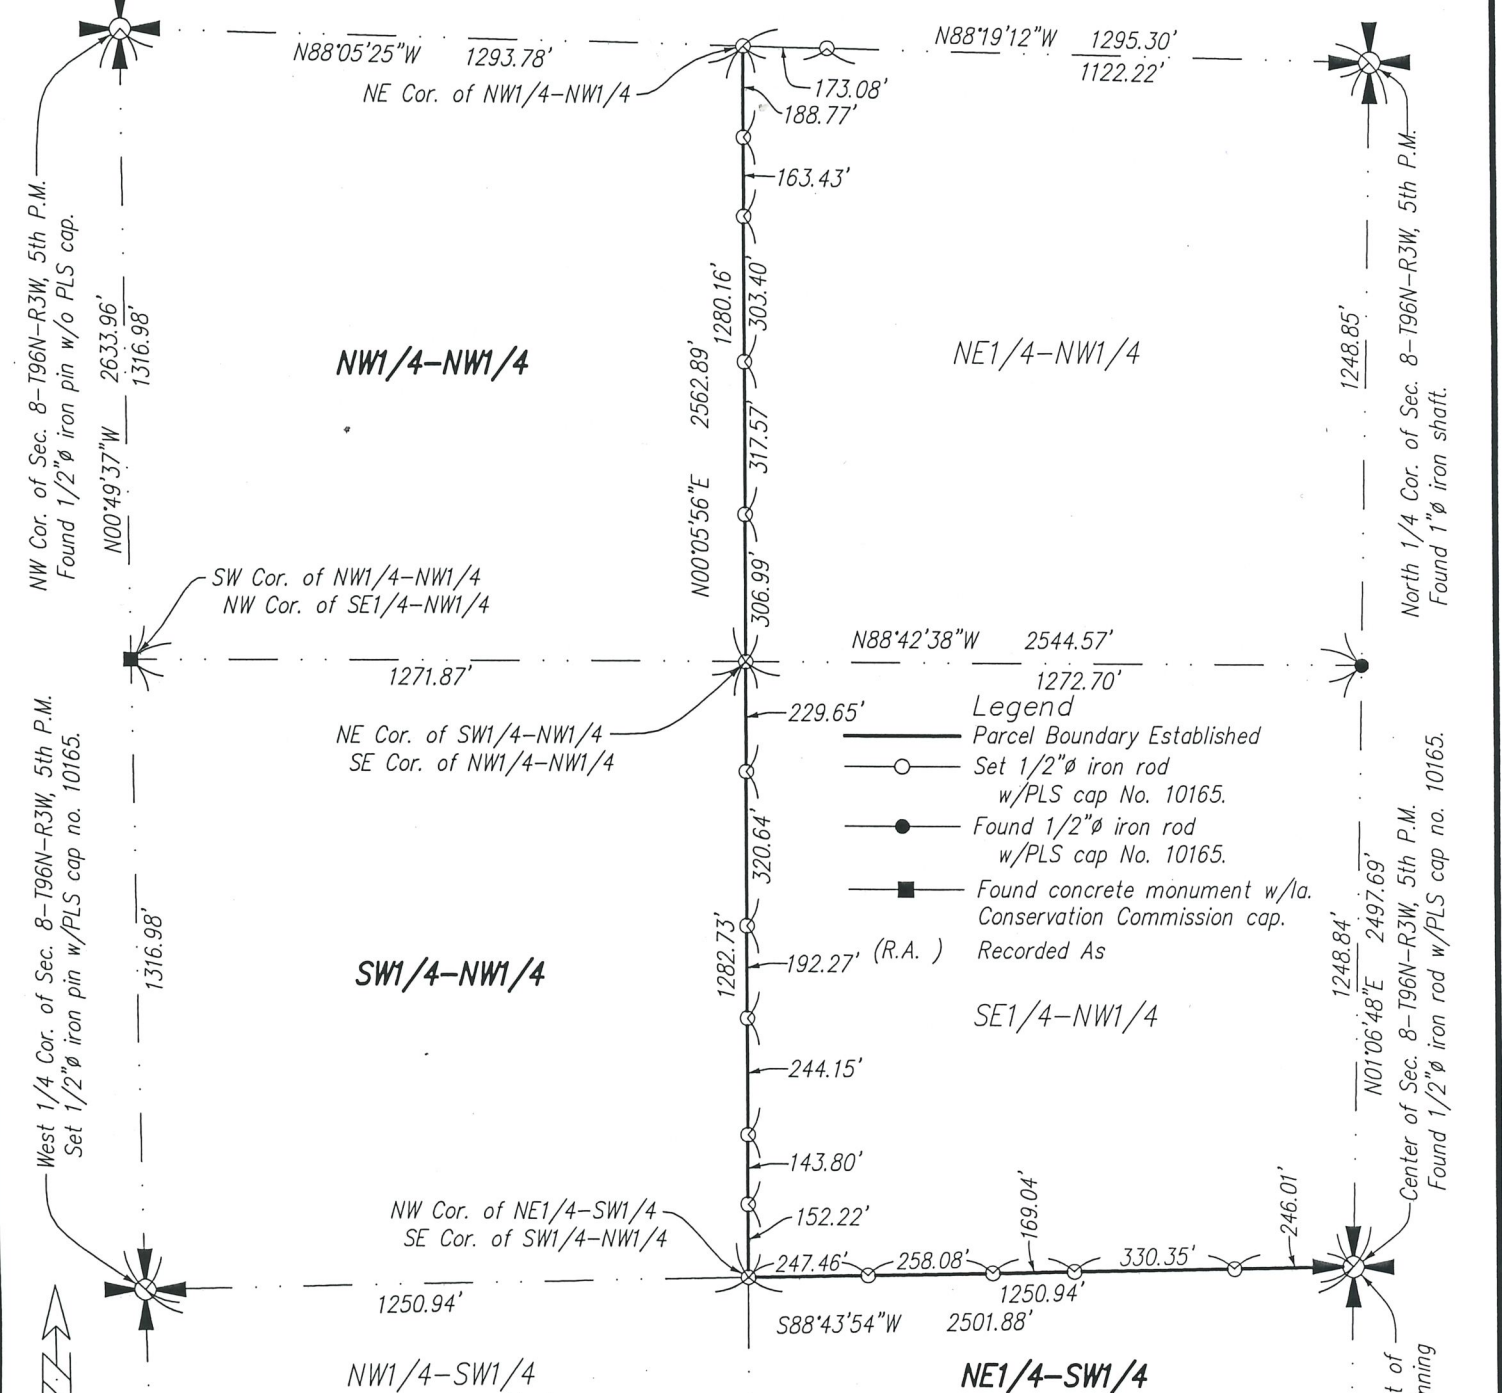 N88°05'25"W 1293.78'
N88°19'12"W 1295.30'
1122.22'
NE Cor. of NW1/4-NW1/4
173.08'
188.77'
163.43'
NW Cor. of Sec. 8-T96N-R3W, 5th P.M.
Found 1/2"ø iron pin w/o PLS cap.
N00°49'37"W 2633.96'
1316.98'
NW1/4-NW1/4
N00°05'56"E 2562.89'
1280.16'
303.40'
317.57'
306.99'
NE1/4-NW1/4
1248.85'
North 1/4 Cor. of Sec. 8-T96N-R3W, 5th P.M.
Found 1"ø iron shaft.
SW Cor. of NW1/4-NW1/4
NW Cor. of SE1/4-NW1/4
1271.87'
N88°42'38"W 2544.57'
1272.70'
NE Cor. of SW1/4-NW1/4
SE Cor. of NW1/4-NW1/4
229.65'
Legend
Parcel Boundary Established
Set 1/2"ø iron rod
w/PLS cap No. 10165.
Found 1/2"ø iron rod
w/PLS cap No. 10165.
Found concrete monument w/Ia.
Conservation Commission cap.
(R.A. ) Recorded As
West 1/4 Cor. of Sec. 8-T96N-R3W, 5th P.M.
Set 1/2"ø iron pin w/PLS cap no. 10165.
1316.98'
SW1/4-NW1/4
320.64'
1282.73'
192.27'
244.15'
143.80'
152.22'
SE1/4-NW1/4
1248.84'
N01°06'48"E 2497.69'
Center of Sec. 8-T96N-R3W, 5th P.M.
Found 1/2"ø iron rod w/PLS cap no. 10165.
NW Cor. of NE1/4-SW1/4
SE Cor. of SW1/4-NW1/4
247.46'
258.08'
169.04'
330.35'
246.01'
1250.94'
1250.94'
S88°43'54"W 2501.88'
NW1/4-SW1/4
NE1/4-SW1/4
t of
nning